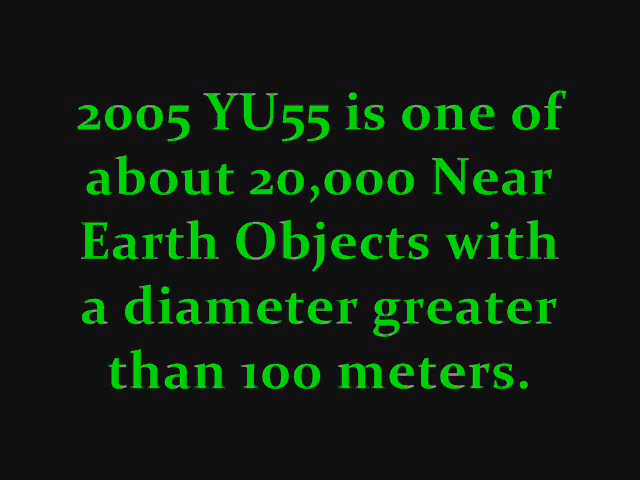 2005 YU55 is one of
about 20,000 Near
Earth Objects with
a diameter greater
than 100 meters.